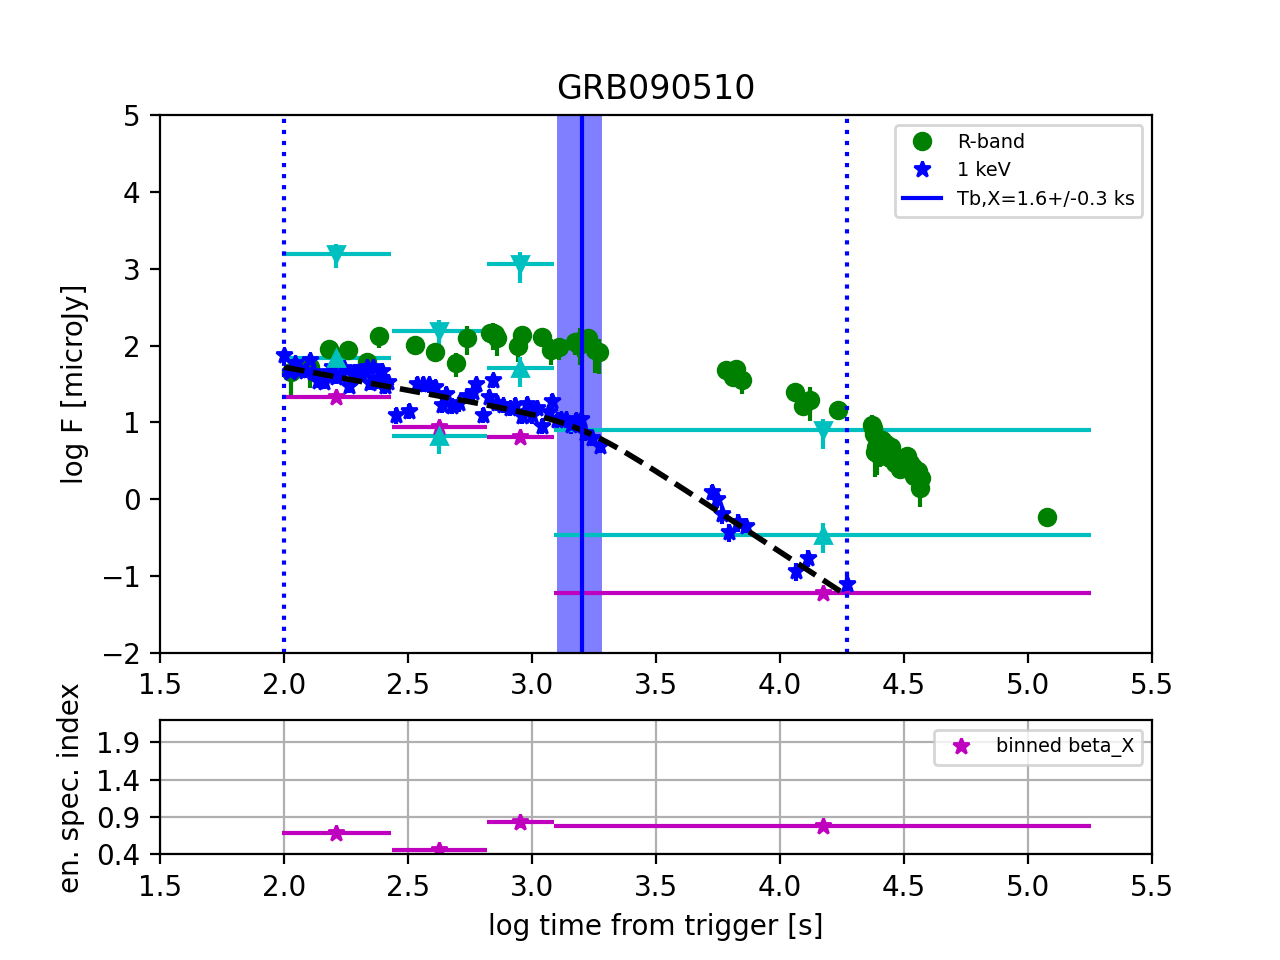 GRB090510
5
4
3
2
1
0
−1
−2
log F [microJy]
R-band
1 keV
Tb,X=1.6+/-0.3 ks
1.5 2.0 2.5 3.0 3.5 4.0 4.5 5.0 5.5
1.9
1.4
0.9
0.4
en. spec. index
binned beta_X
1.5 2.0 2.5 3.0 3.5 4.0 4.5 5.0 5.5
log time from trigger [s]